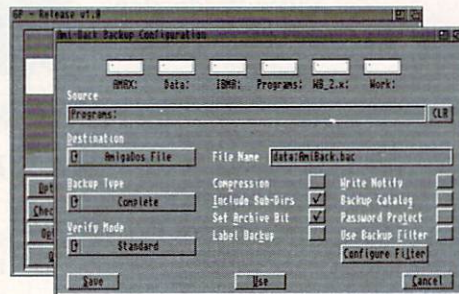 GP - Release v1.0
Ami-Back Backup Configuration
AMAX: Data: IBMR: Programs: WB_2.x: Work:
Source
Programs: CLR
Destination
AmigaDos File File Name data:AmiBack.bac
Backup Type Compression Write Notify
Complete Include Sub-Dirs Backup Catalog
Set Archive Bit Password Protect
Verify Mode Label Backup Use Backup Filter
Standard Configure Filter
Save Use Cancel